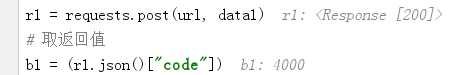 r1 = requests.post(url, data1)  r1: <Response [200]>
# 取返回值
b1 = (r1.json()["code"])  b1: 4000